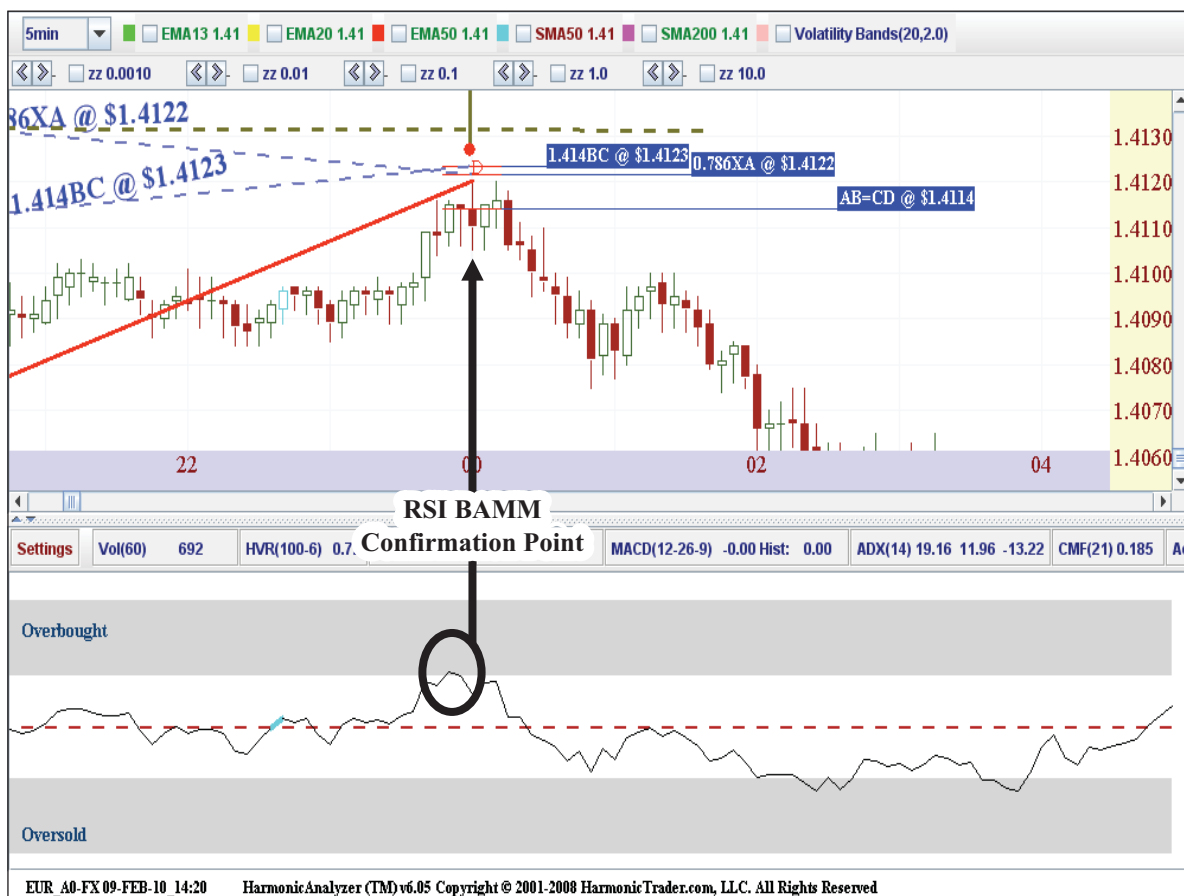 5min EMA13 1.41 EMA20 1.41 EMA50 1.41 SMA50 1.41 SMA200 1.41 Volatility Bands(20,2.0)
zz 0.0010 zz 0.01 zz 0.1 zz 1.0 zz 10.0
86XA @ $1.4122
1.414BC @ $1.4123
1.414BC @ $1.4123
0.786XA @ $1.4122
AB=CD @ $1.4114
1.4130
1.4120
1.4110
1.4100
1.4090
1.4080
1.4070
1.4060
22 00 02 04
RSI BAMM
Confirmation Point
Settings Vol(60) 692 HVR(100-6) 0.7 MACD(12-26-9) -0.00 Hist: 0.00 ADX(14) 19.16 11.96 -13.22 CMF(21) 0.185
Overbought
Oversold
EUR_A0-FX 09-FEB-10_14:20 HarmonicAnalyzer (TM) v6.05 Copyright © 2001-2008 HarmonicTrader.com, LLC. All Rights Reserved